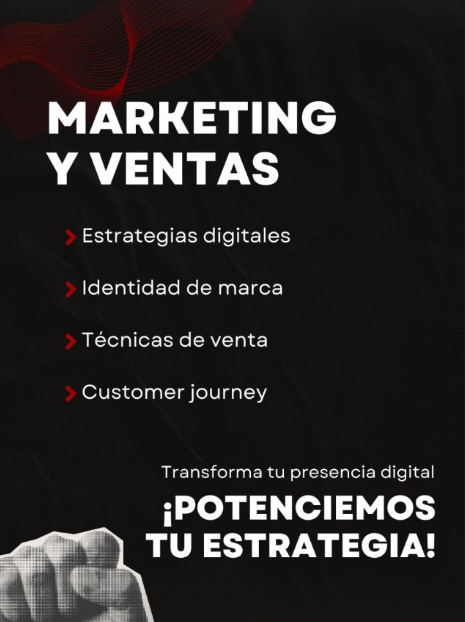 MARKETING
Y VENTAS
Estrategias digitales
Identidad de marca
Técnicas de venta
Customer journey
Transforma tu presencia digital
¡POTENCIEMOS
TU ESTRATEGIA!